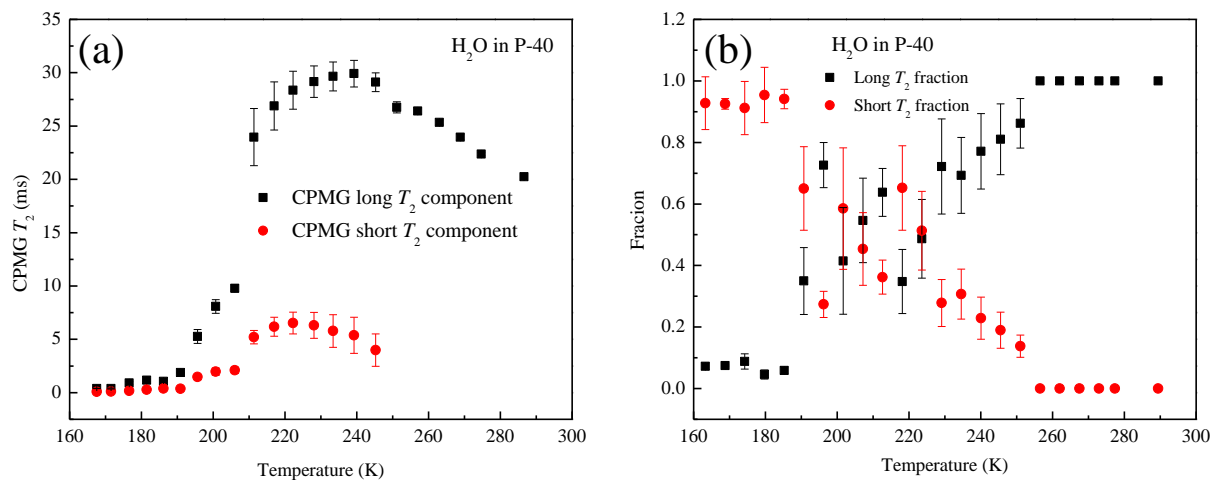 (a)
H₂O in P-40
CPMG long T₂ component
CPMG short T₂ component
CPMG T₂ (ms)
35
30
25
20
15
10
5
0
160 180 200 220 240 260 280 300
Temperature (K)
(b)
H₂O in P-40
Long T₂ fraction
Short T₂ fraction
Fracion
1.2
1.0
0.8
0.6
0.4
0.2
0.0
160 180 200 220 240 260 280 300
Temperature (K)